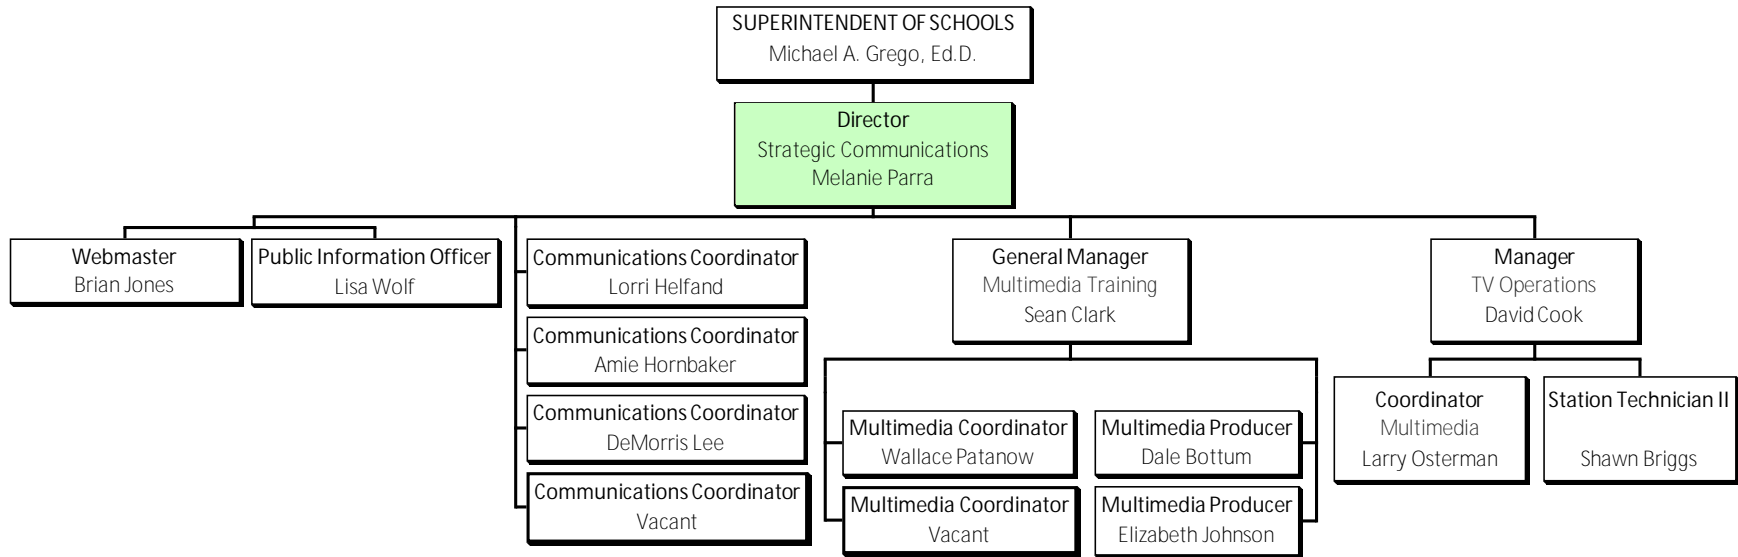 SUPERINTENDENT OF SCHOOLS
Michael A. Grego, Ed.D.
Director
Strategic Communications
Melanie Parra
Webmaster
Brian Jones
Public Information Officer
Lisa Wolf
Communications Coordinator
Lorri Helfand
Communications Coordinator
Amie Hornbaker
Communications Coordinator
DeMorris Lee
Communications Coordinator
Vacant
General Manager
Multimedia Training
Sean Clark
Multimedia Coordinator
Wallace Patanow
Multimedia Coordinator
Vacant
Multimedia Producer
Dale Bottum
Multimedia Producer
Elizabeth Johnson
Manager
TV Operations
David Cook
Coordinator
Multimedia
Larry Osterman
Station Technician II
Shawn Briggs